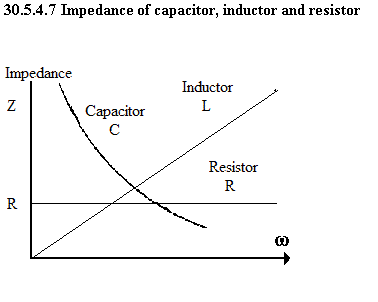 30.5.4.7 Impedance of capacitor, inductor and resistor
Impedance
Z
Capacitor
C
Inductor
L
Resistor
R
R
ω